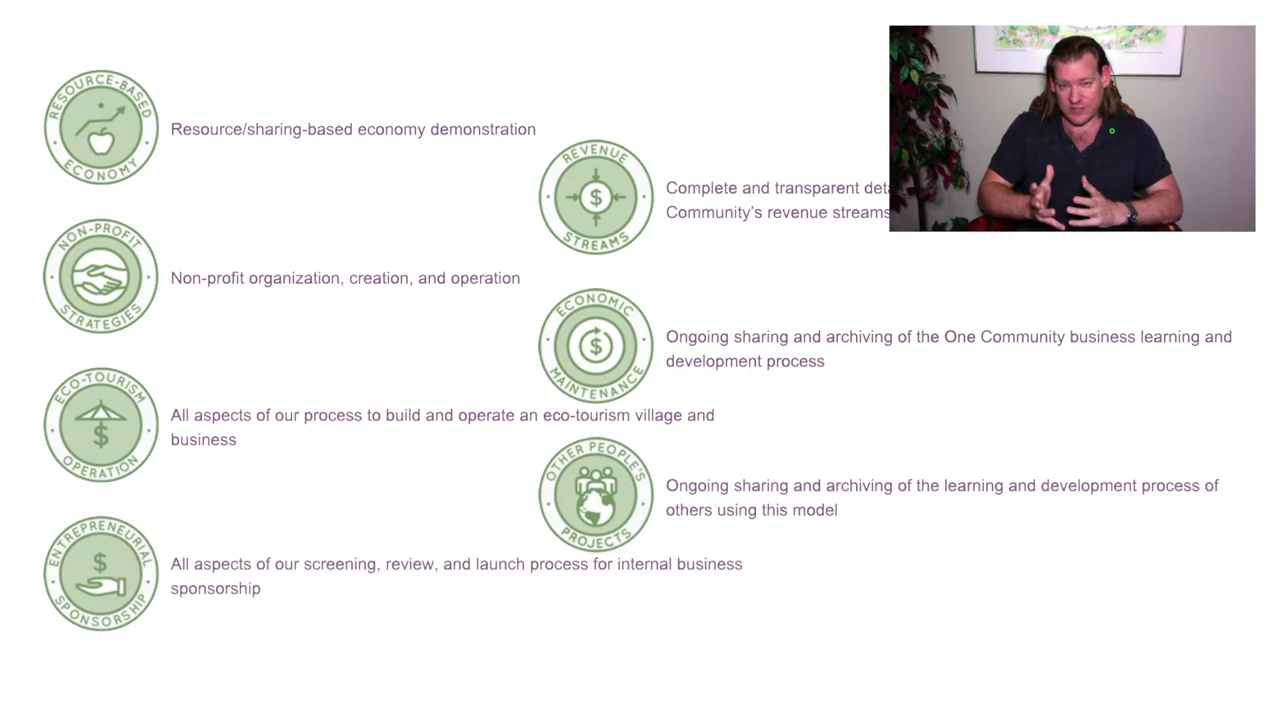 RESOURCE-BASED
ECONOMY
Resource/sharing-based economy demonstration
NON-PROFIT
STRATEGIES
Non-profit organization, creation, and operation
ECO-TOURISM
OPERATION
All aspects of our process to build and operate an eco-tourism village and
business
ENTREPRENEURIAL
SPONSORSHIP
All aspects of our screening, review, and launch process for internal business
sponsorship
REVENUE
STREAMS
Complete and transparent
Community's revenue streams
ECONOMIC
MAINTENANCE
Ongoing sharing and archiving of the One Community business learning and
development process
OTHER PEOPLE'S
PROJECTS
Ongoing sharing and archiving of the learning and development process of
others using this model